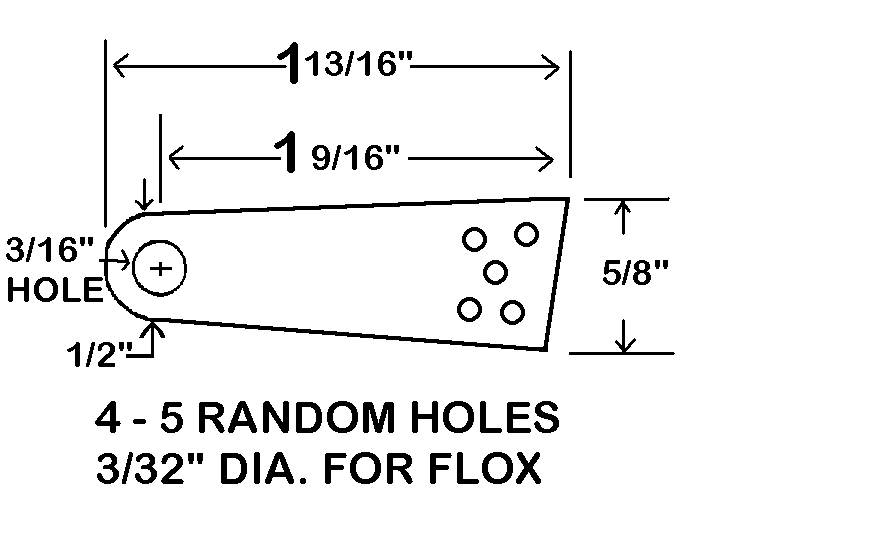 1 13/16"
1 9/16"
3/16"
HOLE
5/8"
1/2"
4 - 5 RANDOM HOLES
3/32" DIA. FOR FLOX